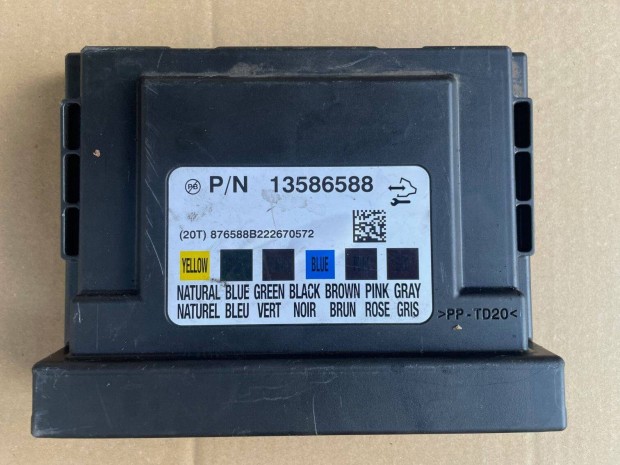 P/N 13586588
(20T) 876588B222670572
YELLOW BLUE
NATURAL BLUE GREEN BLACK BROWN PINK GRAY
NATUREL BLEU VERT NOIR BRUN ROSE GRIS
>PP-TD20<